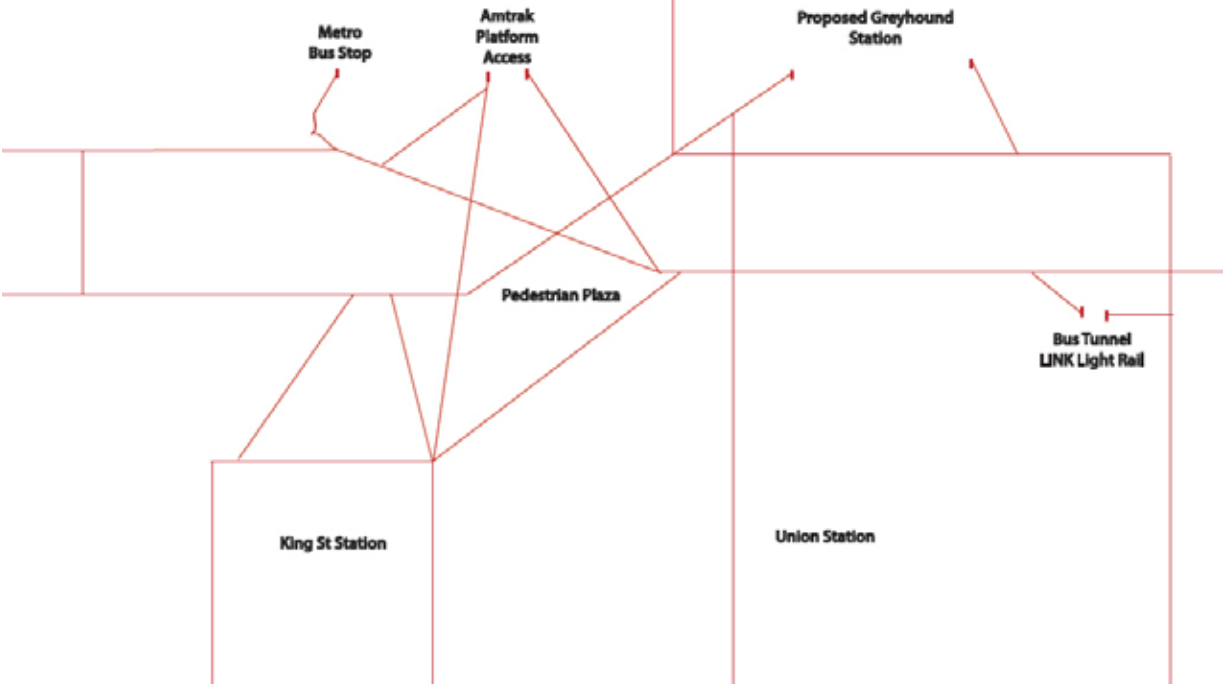 Metro
Bus Stop
Amtrak
Platform
Access
Proposed Greyhound
Station
Pedestrian Plaza
Bus Tunnel
LINK Light Rail
King St Station
Union Station